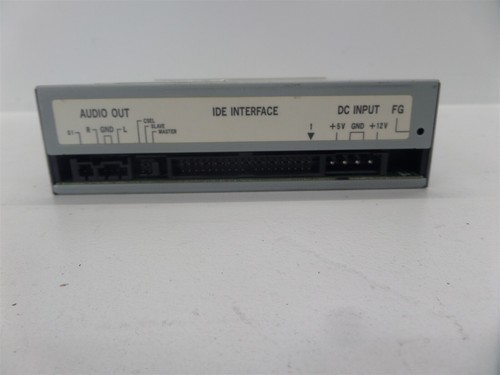 AUDIO OUT IDE INTERFACE DC INPUT FG
R GND L CSEL SLAVE MASTER 1 +5V GND +12V